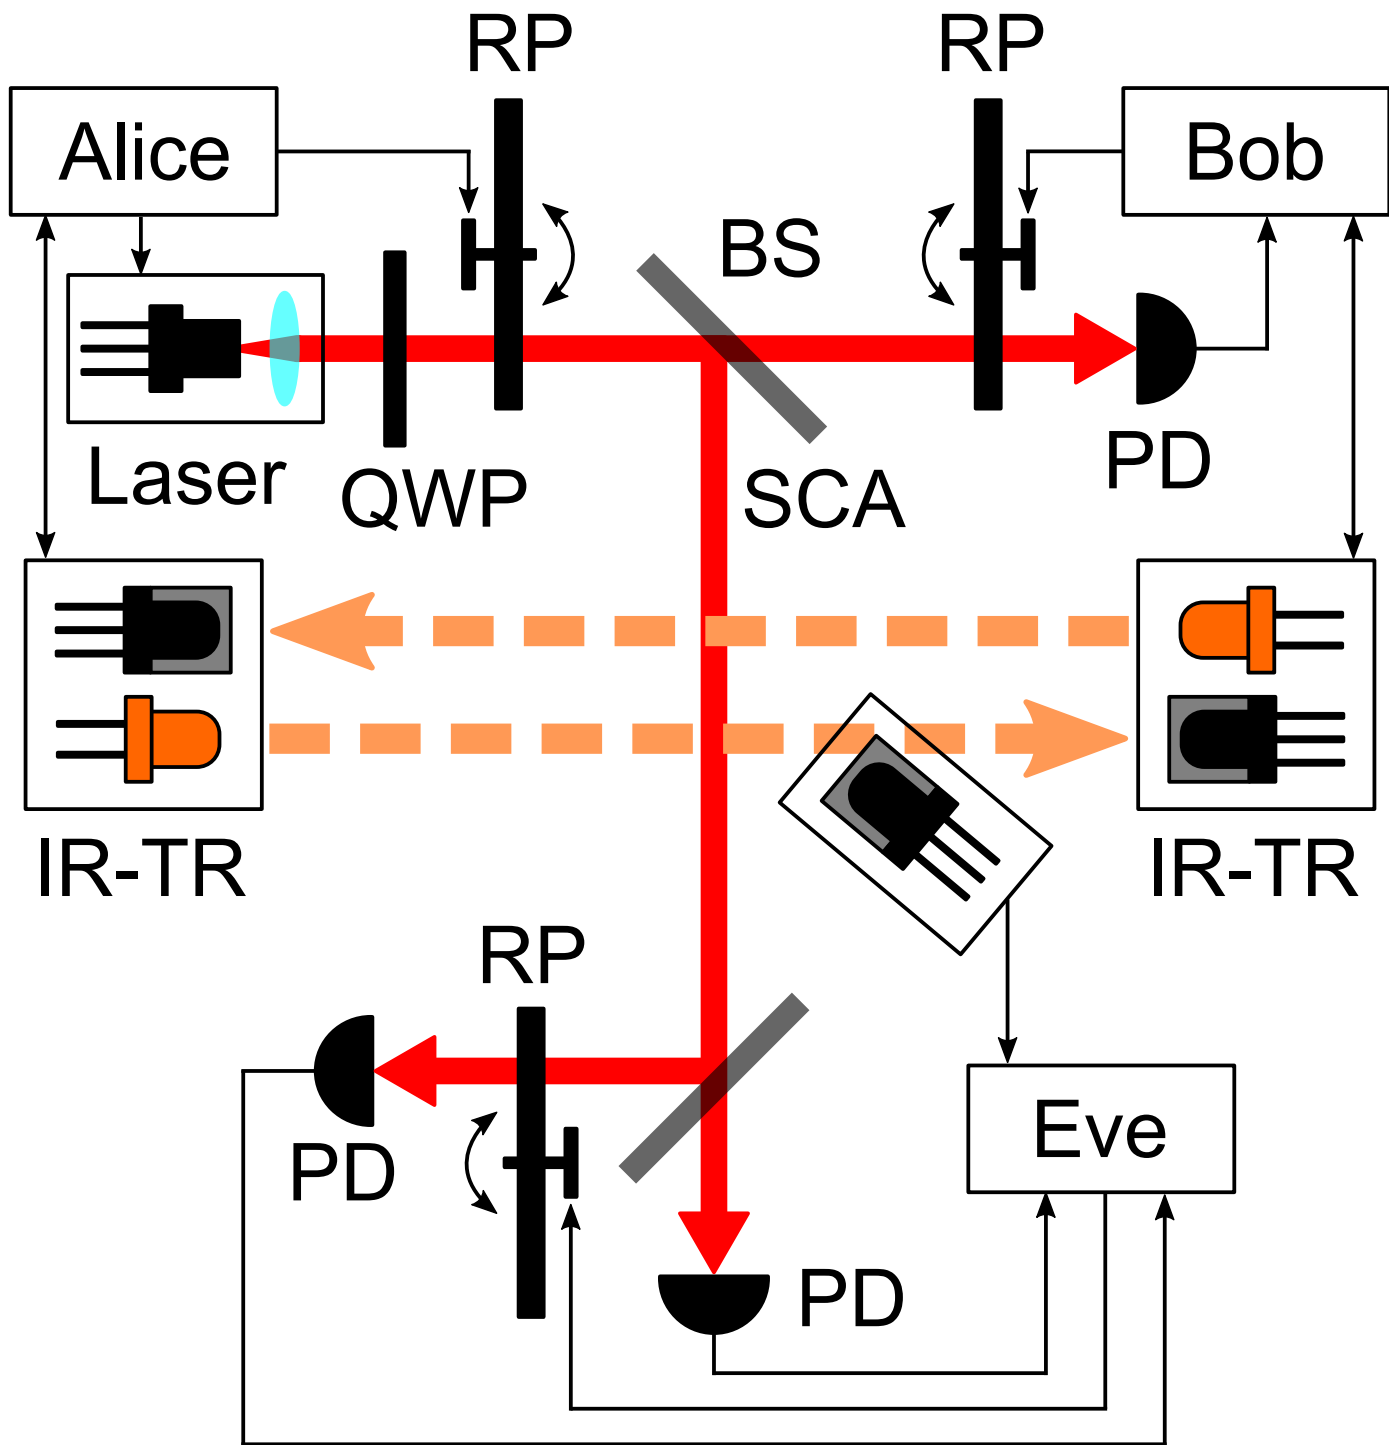 RP
RP
Alice
Bob
BS
Laser
QWP
SCA
PD
IR-TR
IR-TR
RP
PD
Eve
PD